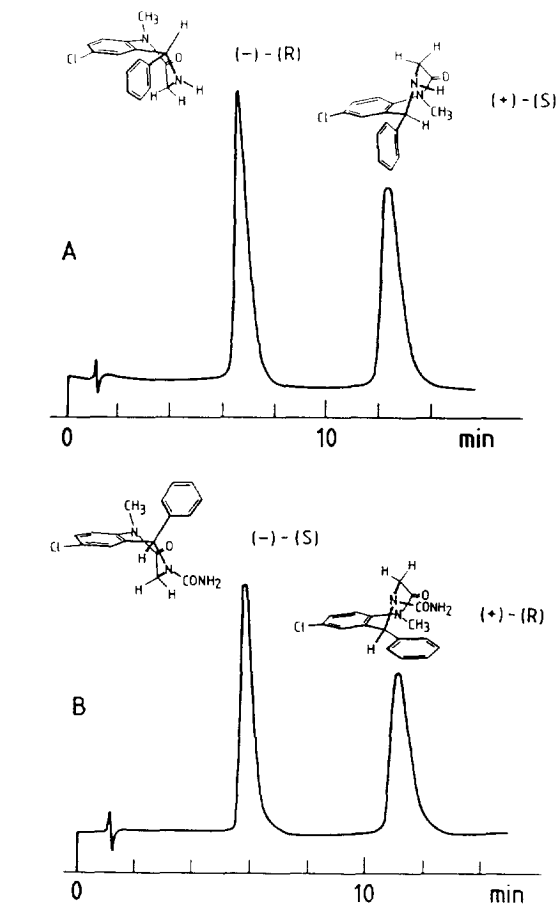 CH3
H
N
Cl
O
N
H
H H
(-)-(R)
H H
O
N
H
N
CH3
Cl
H
(+)-(S)
A
0
10
min
CH3
N
H
O
Cl
N
CONH2
H H
(-)-(S)
H H
O
N
CONH2
N
CH3
Cl
H
(+)-(R)
B
0
10
min